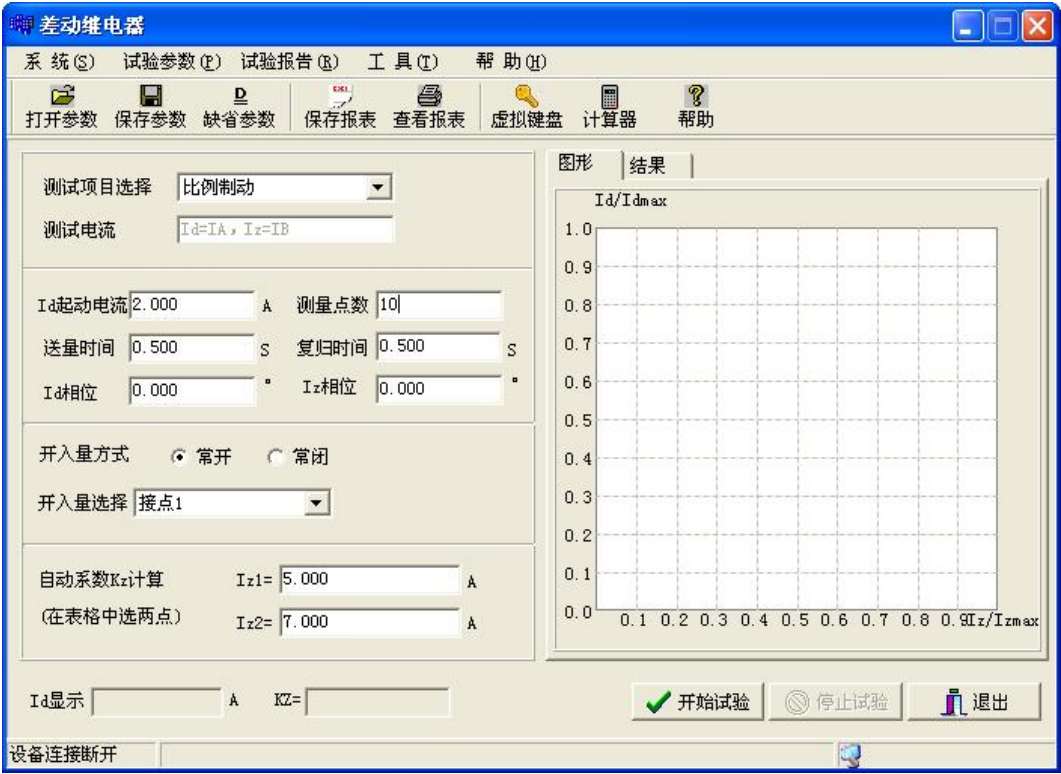 差动继电器
系 统(S) 试验参数(P) 试验报告(R) 工 具(T) 帮 助(H)
打开参数 保存参数 缺省参数 保存报表 查看报表 虚拟键盘 计算器 帮助
测试项目选择 比例制动
测试电流 Id=IA,Iz=IB
Id起动电流 2.000 A 测量点数 10
送量时间 0.500 S 复归时间 0.500 S
Id相位 0.000 ° Iz相位 0.000 °
开入量方式 常开 常闭
开入量选择 接点1
自动系数Kz计算 Iz1= 5.000 A
(在表格中选两点) Iz2= 7.000 A
图形 结果
Id/Idmax
1.0
0.9
0.8
0.7
0.6
0.5
0.4
0.3
0.2
0.1
0.0
0.1 0.2 0.3 0.4 0.5 0.6 0.7 0.8 0.9 Iz/Izmax
Id显示 A KZ= 开始试验 停止试验 退出
设备连接断开